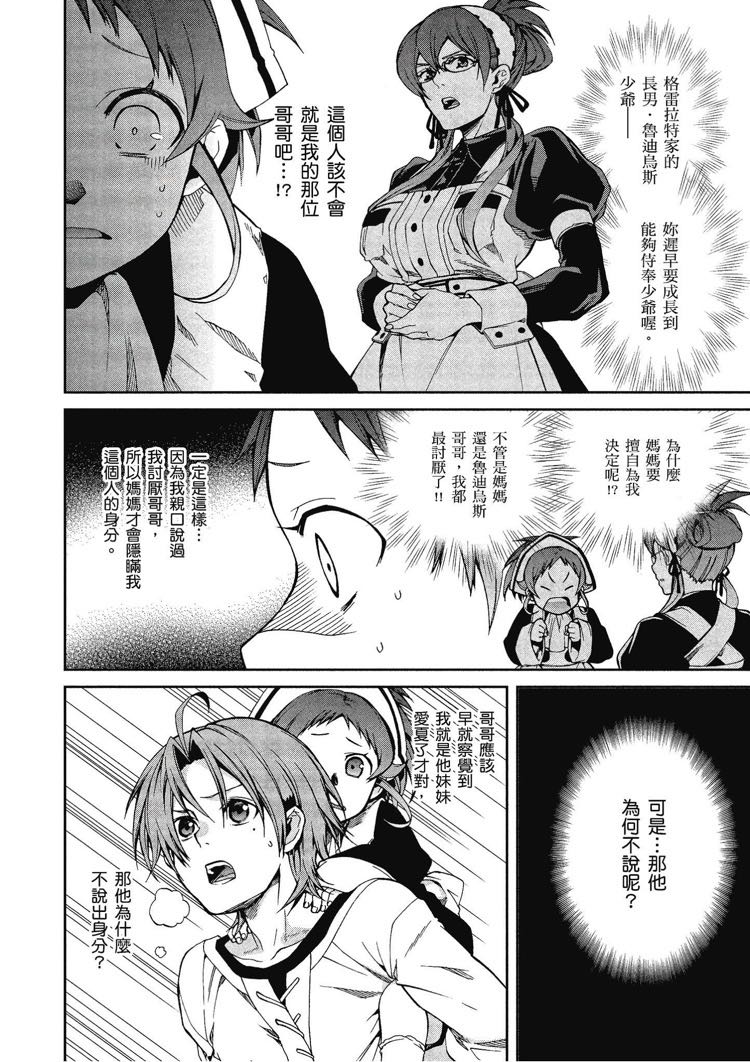 格雷拉特家的
長男．魯迪烏斯
少爺——
妳遲早要成長到
能夠侍奉少爺喔。
這個人該不會
就是我的那位
哥哥吧…!?
為什麼
媽媽要
擅自為我
決定呢!?
不管是媽媽
還是魯迪烏斯
哥哥，我都
最討厭了!!
一定是這樣…
因為我親口說過
我討厭哥哥，
所以媽媽才會隱瞞我
這個人的身分。
可是…那他
為何不說呢？
哥哥應該
早就察覺到
我就是他妹妹
愛夏了才對，
那他為什麼
不說出身分？